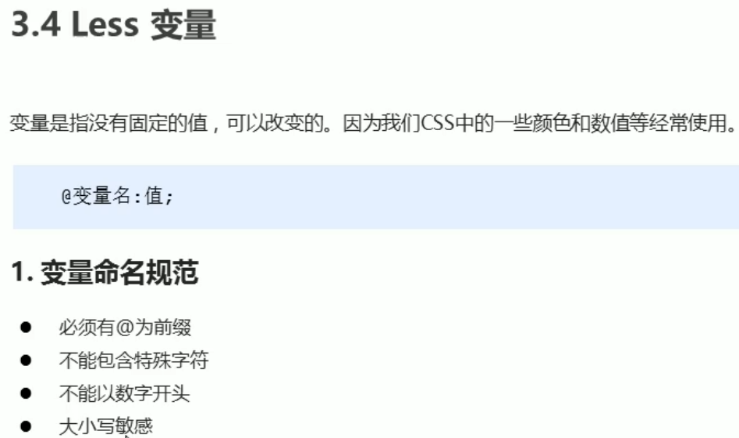 3.4 Less 变量
变量是指没有固定的值，可以改变的。因为我们CSS中的一些颜色和数值等经常使用。
@变量名:值;
1. 变量命名规范
● 必须有@为前缀
● 不能包含特殊字符
● 不能以数字开头
● 大小写敏感